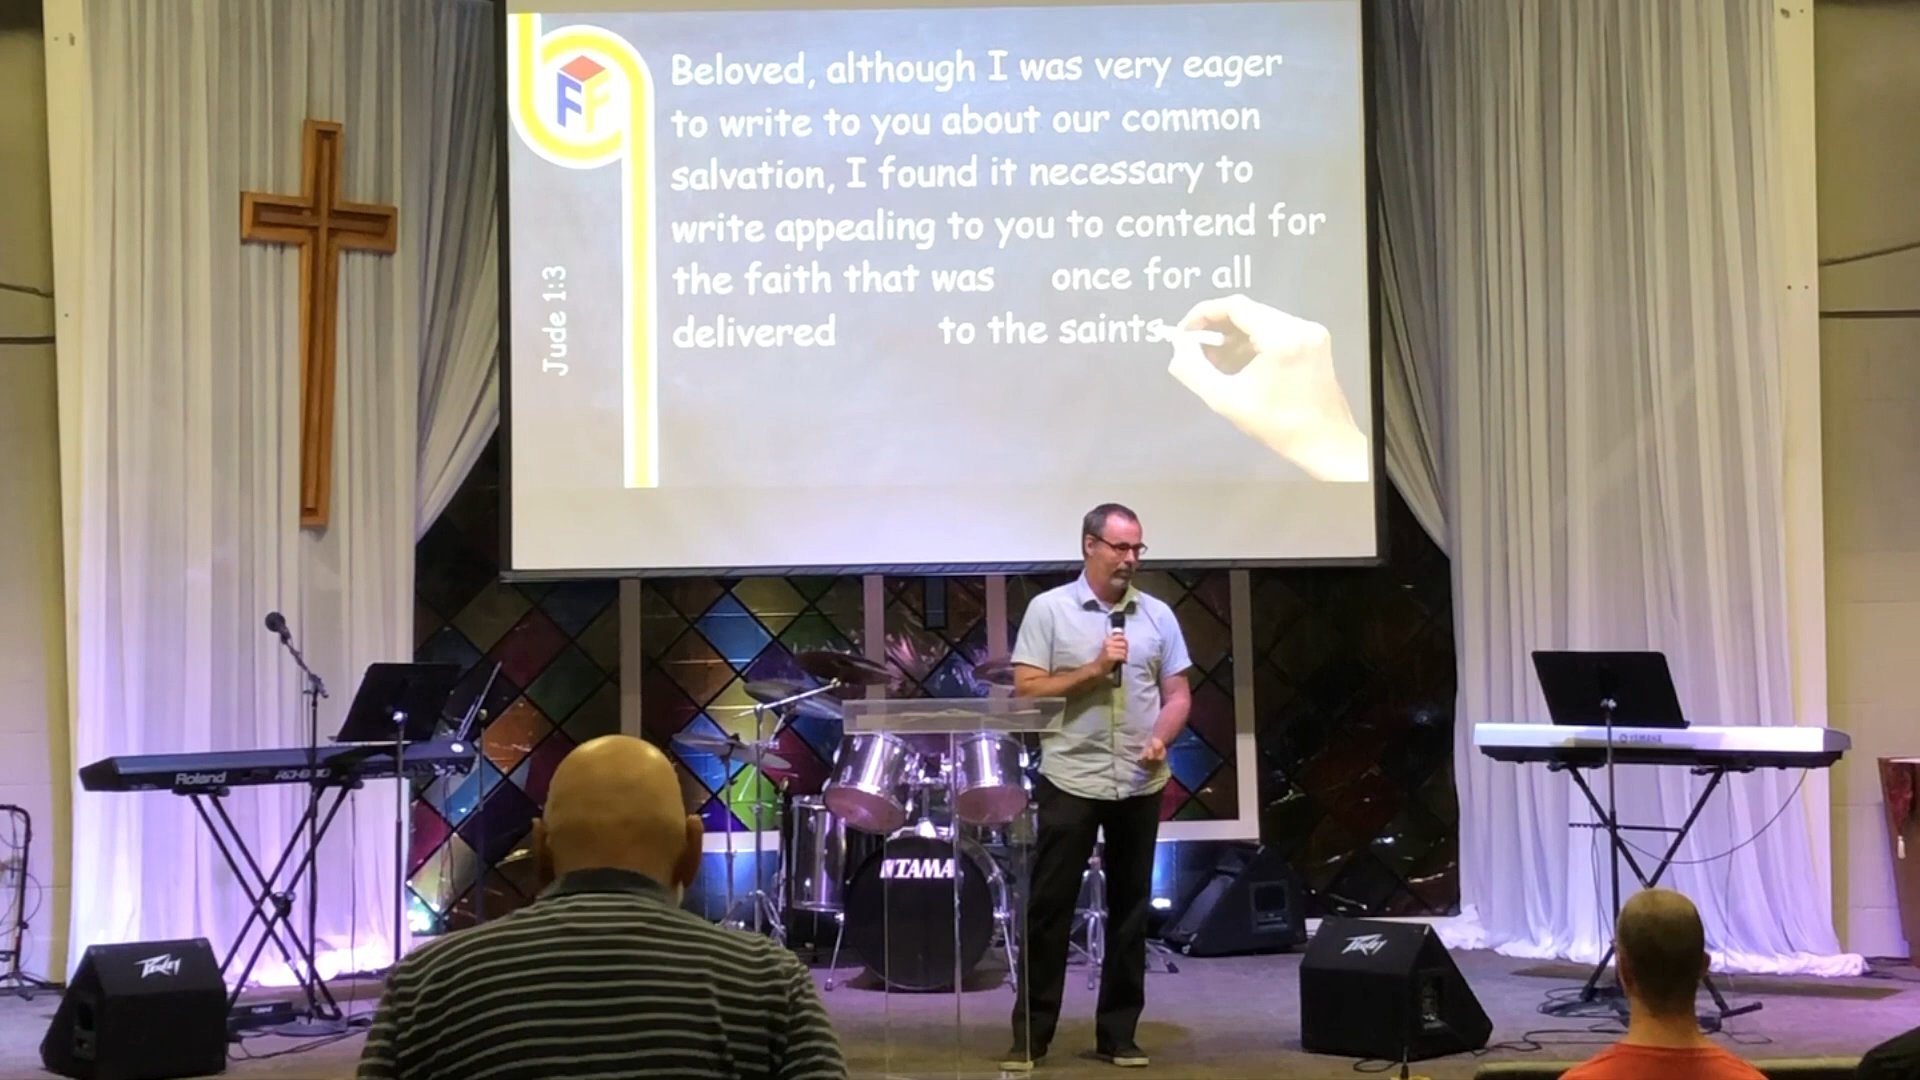 Beloved, although I was very eager
to write to you about our common
salvation, I found it necessary to
write appealing to you to contend for
the faith that was once for all
delivered to the saints.
Jude 1:3
FF
Roland
YAMAHA
TAMA
Peavey
Peavey